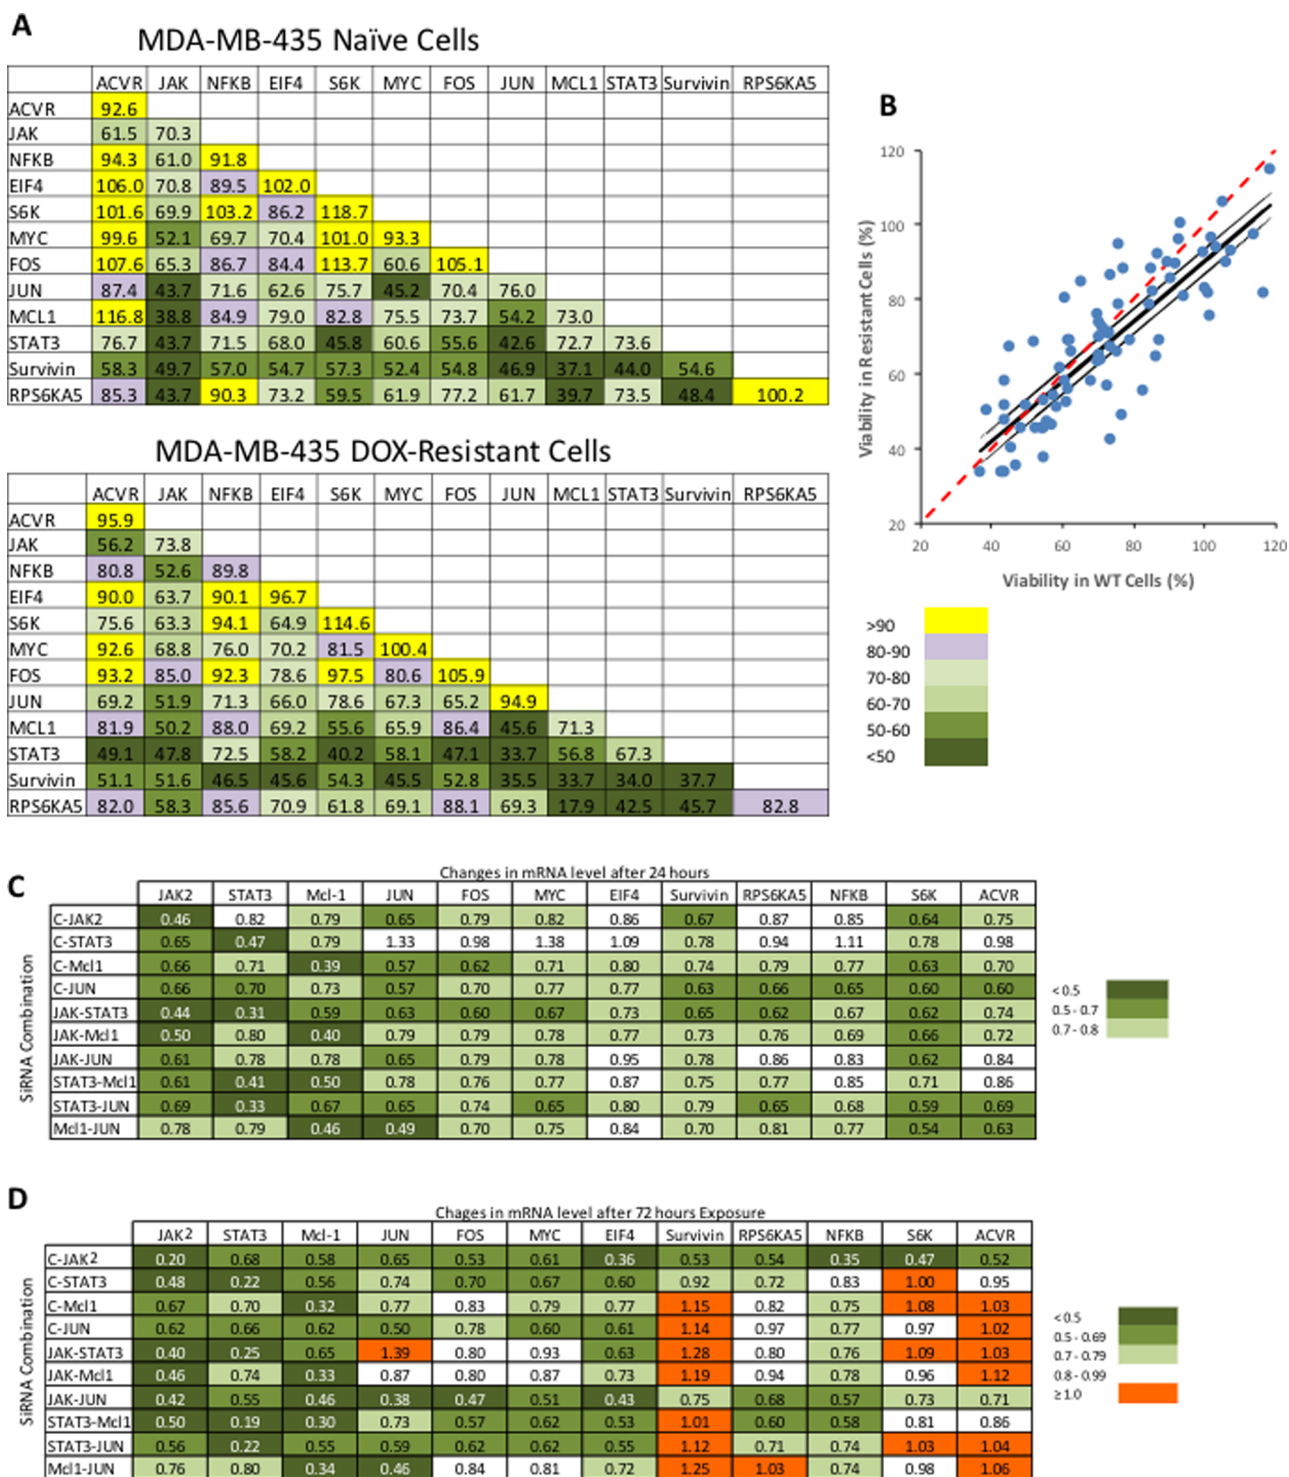 A
MDA-MB-435 Naïve Cells
ACVR JAK NFKB EIF4 S6K MYC FOS JUN MCL1 STAT3 Survivin RPS6KA5
ACVR 92.6
JAK 61.5 70.3
NFKB 94.3 61.0 91.8
EIF4 106.0 70.8 89.5 102.0
S6K 101.6 69.9 103.2 86.2 118.7
MYC 99.6 52.1 69.7 70.4 101.0 93.3
FOS 107.6 65.3 86.7 84.4 113.7 60.6 105.1
JUN 87.4 43.7 71.6 62.6 75.7 45.2 70.4 76.0
MCL1 116.8 38.8 84.9 79.0 82.8 75.5 73.7 54.2 73.0
STAT3 76.7 43.7 71.5 68.0 45.8 60.6 55.6 42.6 72.7 73.6
Survivin 58.3 49.7 57.0 54.7 57.3 52.4 54.8 46.9 37.1 44.0 54.6
RPS6KA5 85.3 43.7 90.3 73.2 59.5 61.9 77.2 61.7 39.7 73.5 48.4 100.2
MDA-MB-435 DOX-Resistant Cells
ACVR JAK NFKB EIF4 S6K MYC FOS JUN MCL1 STAT3 Survivin RPS6KA5
ACVR 95.9
JAK 56.2 73.8
NFKB 80.8 52.6 89.8
EIF4 90.0 63.7 90.1 96.7
S6K 75.6 63.3 94.1 64.9 114.6
MYC 92.6 68.8 76.0 70.2 81.5 100.4
FOS 93.2 85.0 92.3 78.6 97.5 80.6 105.9
JUN 69.2 51.9 71.3 66.0 78.6 67.3 65.2 94.9
MCL1 81.9 50.2 88.0 69.2 55.6 65.9 86.4 45.6 71.3
STAT3 49.1 47.8 72.5 58.2 40.2 58.1 47.1 33.7 56.8 67.3
Survivin 51.1 51.6 46.5 45.6 54.3 45.5 52.8 35.5 33.7 34.0 37.7
RPS6KA5 82.0 58.3 85.6 70.9 61.8 69.1 88.1 69.3 17.9 42.5 45.7 82.8
B
Viability in Resistant Cells (%)
120
100
80
60
40
20
20 40 60 80 100 120
Viability in WT Cells (%)
>90
80-90
70-80
60-70
50-60
<50
C
Changes in mRNA level after 24 hours
JAK2 STAT3 Mcl-1 JUN FOS MYC EIF4 Survivin RPS6KA5 NFKB S6K ACVR
SiRNA Combination
C-JAK2 0.46 0.82 0.79 0.65 0.79 0.82 0.86 0.67 0.87 0.85 0.64 0.75
C-STAT3 0.65 0.47 0.79 1.33 0.98 1.38 1.09 0.78 0.94 1.11 0.78 0.98
C-Mcl1 0.66 0.71 0.39 0.57 0.62 0.71 0.80 0.74 0.79 0.77 0.63 0.70
C-JUN 0.66 0.70 0.73 0.57 0.70 0.77 0.77 0.63 0.66 0.65 0.60 0.60
JAK-STAT3 0.44 0.31 0.59 0.63 0.60 0.67 0.73 0.65 0.62 0.67 0.62 0.74
JAK-Mcl1 0.50 0.80 0.40 0.79 0.79 0.78 0.77 0.73 0.76 0.69 0.66 0.72
JAK-JUN 0.61 0.78 0.78 0.65 0.79 0.78 0.95 0.78 0.86 0.83 0.62 0.84
STAT3-Mcl1 0.61 0.41 0.50 0.78 0.76 0.77 0.87 0.75 0.77 0.85 0.71 0.86
STAT3-JUN 0.69 0.33 0.67 0.65 0.74 0.65 0.80 0.79 0.65 0.68 0.59 0.69
Mcl1-JUN 0.78 0.79 0.46 0.49 0.70 0.75 0.84 0.70 0.81 0.77 0.54 0.63
< 0.5
0.5 - 0.7
0.7 - 0.8
D
Chages in mRNA level after 72 hours Exposure
JAK2 STAT3 Mcl-1 JUN FOS MYC EIF4 Survivin RPS6KA5 NFKB S6K ACVR
SiRNA Combination
C-JAK2 0.20 0.68 0.58 0.65 0.53 0.61 0.36 0.53 0.54 0.35 0.47 0.52
C-STAT3 0.48 0.22 0.56 0.74 0.70 0.67 0.60 0.92 0.72 0.83 1.00 0.95
C-Mcl1 0.67 0.70 0.32 0.77 0.83 0.79 0.77 1.15 0.82 0.75 1.08 1.03
C-JUN 0.62 0.66 0.62 0.50 0.78 0.60 0.61 1.14 0.97 0.77 0.97 1.02
JAK-STAT3 0.40 0.25 0.65 1.39 0.80 0.93 0.63 1.28 0.80 0.76 1.09 1.03
JAK-Mcl1 0.46 0.74 0.33 0.87 0.80 0.87 0.73 1.19 0.94 0.78 0.96 1.12
JAK-JUN 0.42 0.55 0.46 0.38 0.47 0.51 0.43 0.75 0.68 0.57 0.73 0.71
STAT3-Mcl1 0.50 0.19 0.30 0.73 0.57 0.62 0.53 1.01 0.60 0.58 0.81 0.86
STAT3-JUN 0.56 0.22 0.55 0.59 0.62 0.62 0.55 1.12 0.71 0.74 1.03 1.04
Mcl1-JUN 0.76 0.80 0.34 0.46 0.84 0.81 0.72 1.25 1.03 0.74 0.98 1.06
< 0.5
0.5 - 0.69
0.7 - 0.79
0.8 - 0.99
≥ 1.0